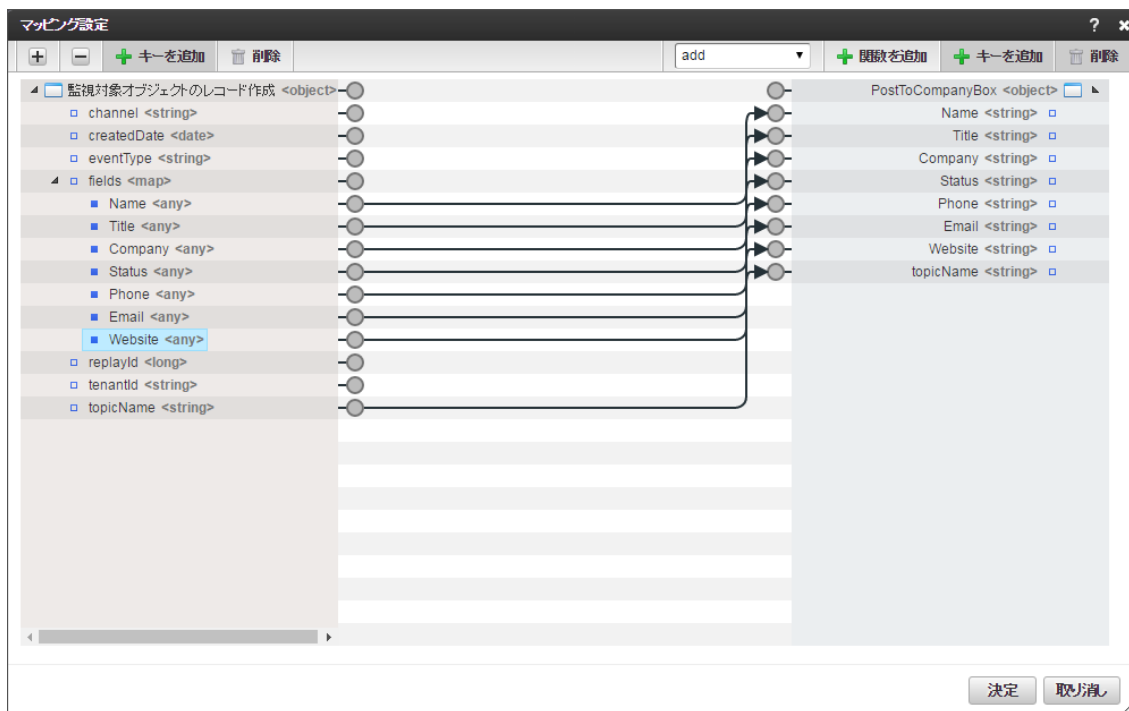 マッピング設定
? ×
+ − キーを追加 削除 add ▼ 関数を追加 キーを追加 削除
監視対象オブジェクトのレコード作成 <object>
channel <string>
createdDate <date>
eventType <string>
fields <map>
Name <any>
Title <any>
Company <any>
Status <any>
Phone <any>
Email <any>
Website <any>
replayId <long>
tenantId <string>
topicName <string>
PostToCompanyBox <object>
Name <string>
Title <string>
Company <string>
Status <string>
Phone <string>
Email <string>
Website <string>
topicName <string>
決定 取り消し